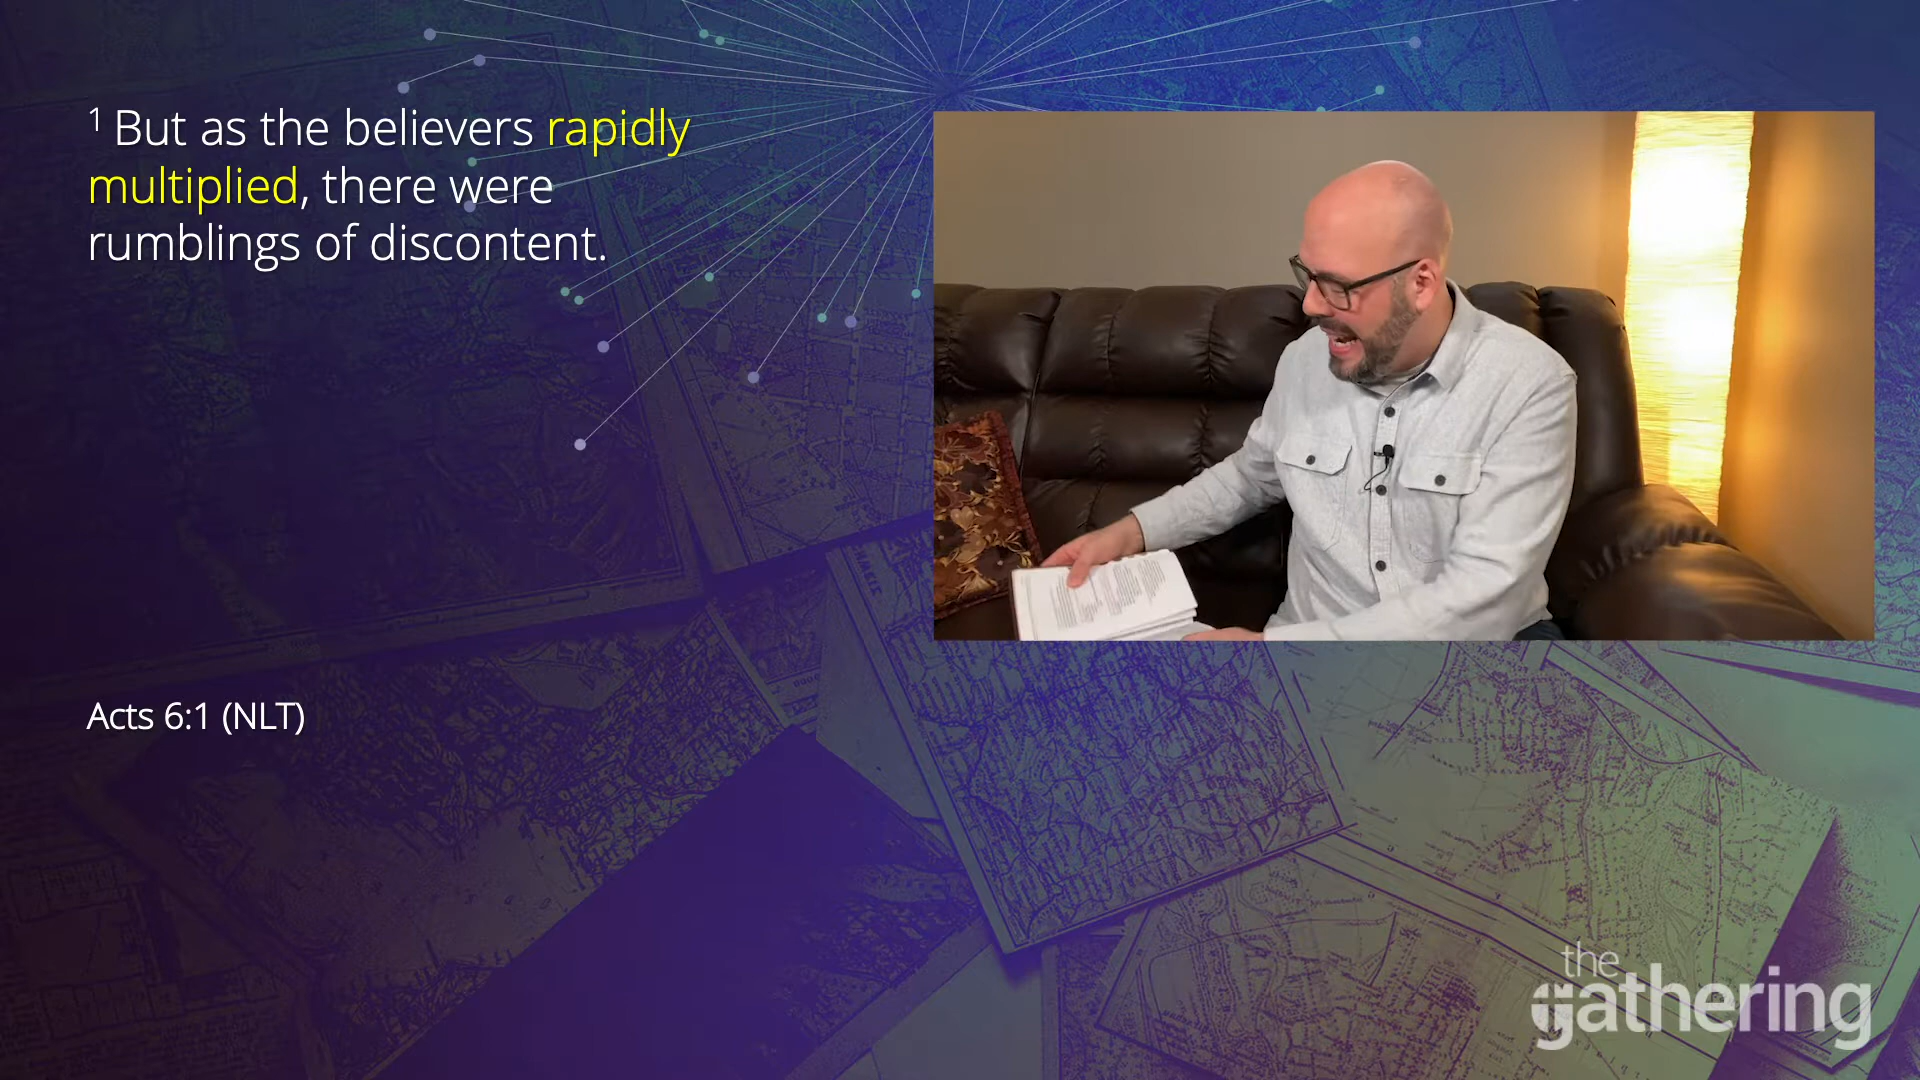 1 But as the believers rapidly
multiplied, there were
rumblings of discontent.
Acts 6:1 (NLT)
the
gathering